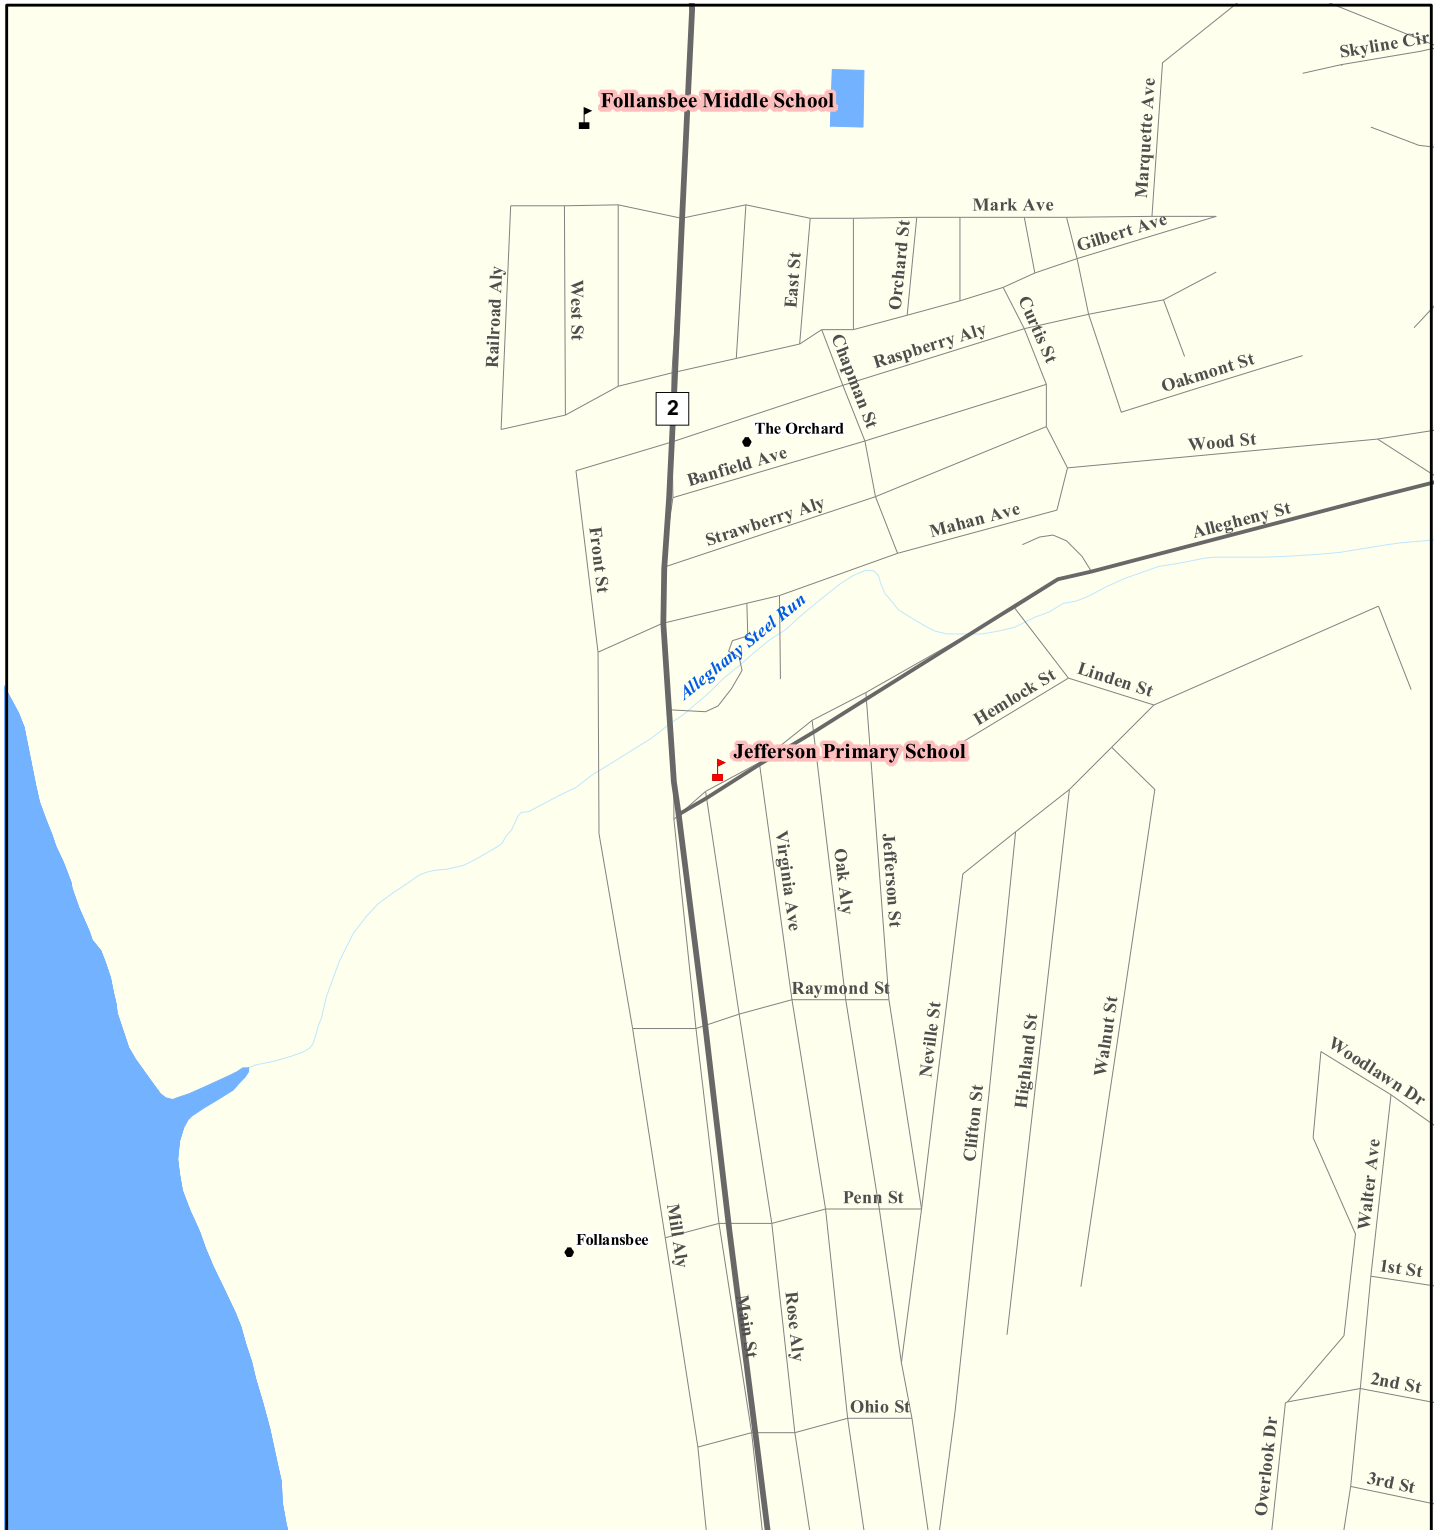 Skyline Cir
Follansbee Middle School
Marquette Ave
Mark Ave
Gilbert Ave
Orchard St
East St
Railroad Aly
West St
Curtis St
Raspberry Aly
Chapman St
Oakmont St
2
The Orchard
Wood St
Banfield Ave
Strawberry Aly
Mahan Ave
Allegheny St
Front St
Alleghany Steel Run
Linden St
Hemlock St
Jefferson Primary School
Virginia Ave
Oak Aly
Jefferson St
Raymond St
Neville St
Highland St
Walnut St
Clifton St
Woodlawn Dr
Walter Ave
Penn St
Mill Aly
Follansbee
1st St
Main St
Rose Aly
2nd St
Ohio St
Overlook Dr
3rd St